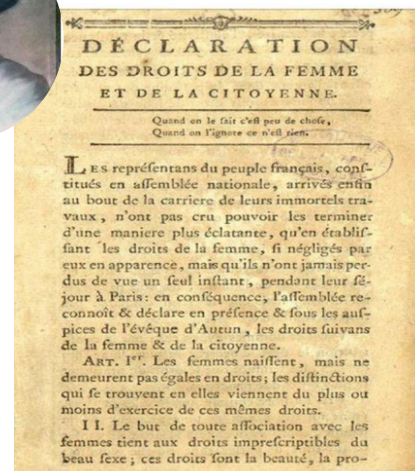 DÉCLARATION
DES DROITS DE LA FEMME
ET DE LA CITOYENNE.
Quand on le ſait c'eſt peu de choſe,
Quand on l'ignore ce n'eſt rien.
LES repréſentans du peuple français, conſ-
titués en aſſemblée nationale, arrivés enfin
au bout de la carriere de leurs immortels tra-
vaux, n'ont pas cru pouvoir les terminer
d'une maniere plus éclatante, qu'en établiſ-
ſant les droits de la femme, ſi négligés par
eux en apparence, mais qu'ils n'ont jamais per-
dus de vue un ſeul inſtant, pendant leur ſé-
jour à Paris: en conſéquence, l'aſſemblée re-
connoît & déclare en préſence & ſous les auſ-
pices de l'évêque d'Autun, les droits ſuivans
de la femme & de la citoyenne.
ART. Iᵉʳ. Les femmes naiſſent, mais ne
demeurent pas égales en droits; les diſtinctions
qui ſe trouvent en elles viennent du plus ou
moins d'exercice de ces mêmes droits.
II. Le but de toute aſſociation avec les
femmes tient aux droits impreſcriptibles du
beau ſexe; ces droits ſont la beauté, la pro-